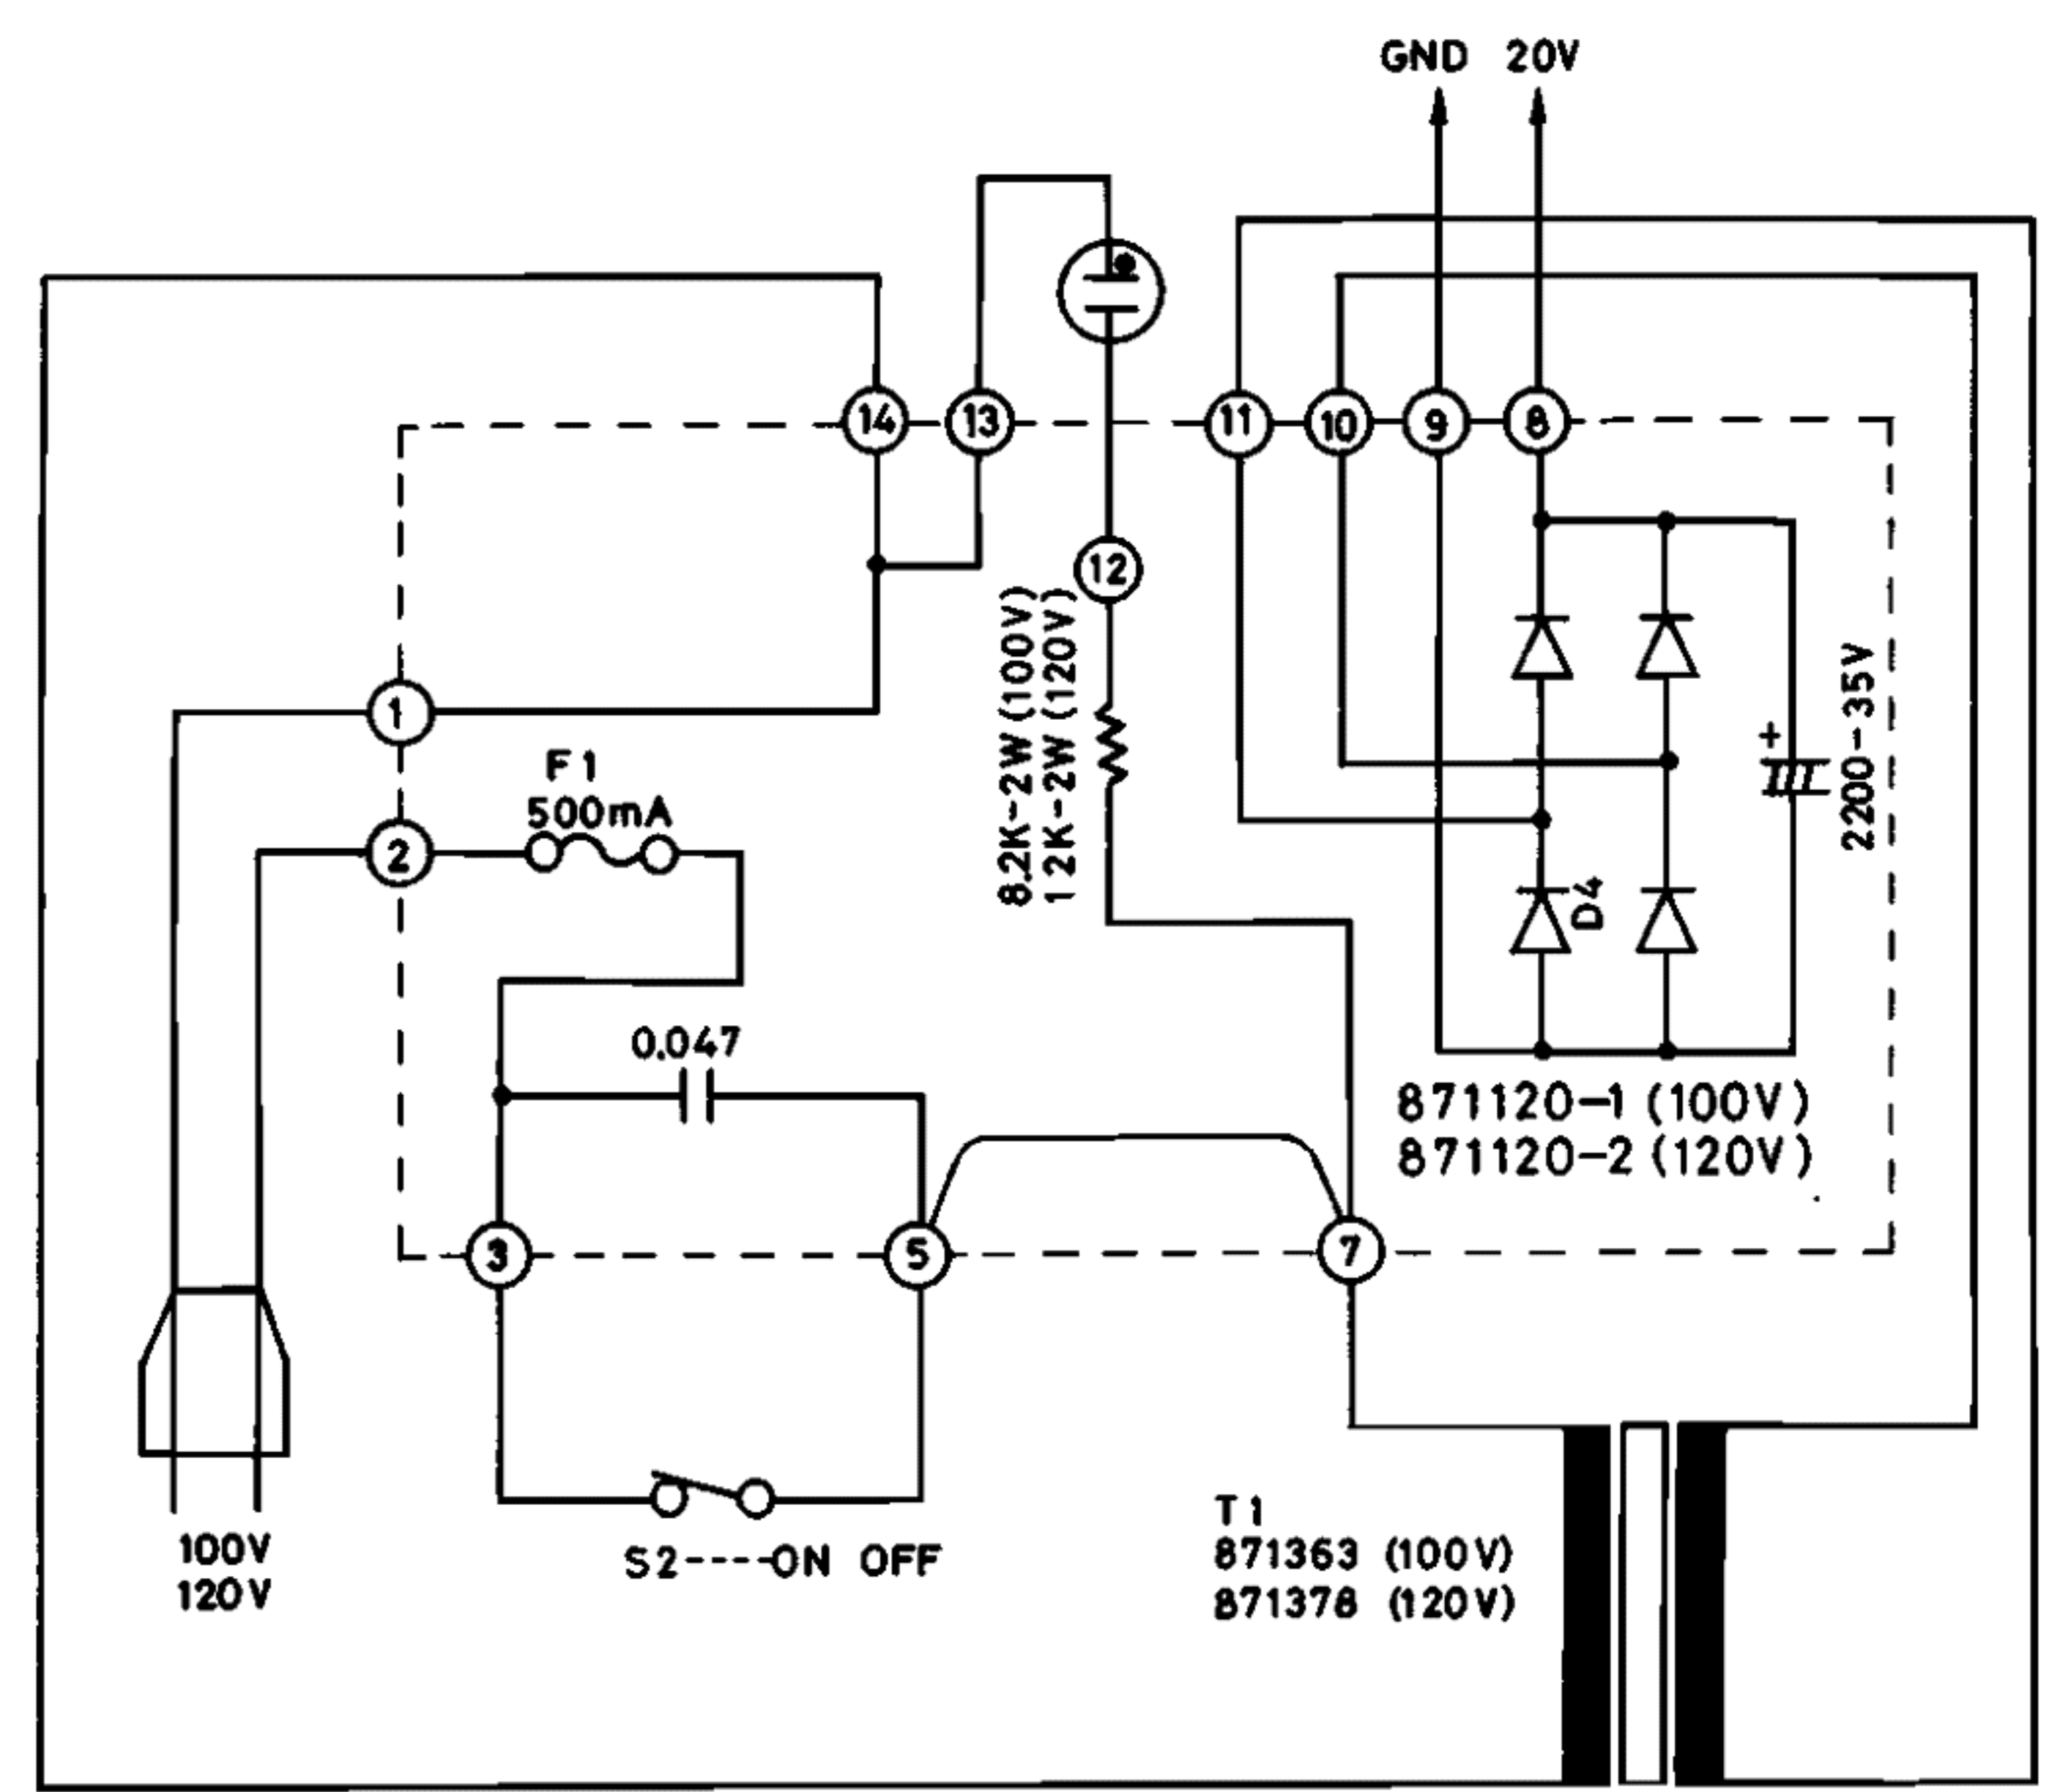 GND 20V
14
13
11
10
9
8
12
8.2K-2W (100V)
12K-2W (120V)
1
F1
500mA
2
+
2200-35V
D4
0.047
871120-1 (100V)
871120-2 (120V)
3
5
7
100V
120V
S2----ON OFF
T1
871363 (100V)
871378 (120V)